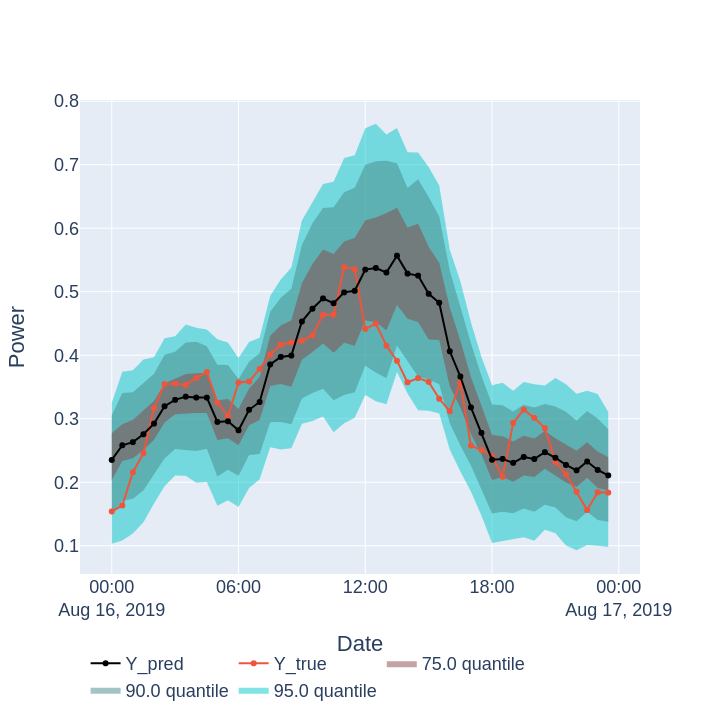 0.8
0.7
0.6
0.5
0.4
0.3
0.2
0.1
Power
00:00 06:00 12:00 18:00 00:00
Aug 16, 2019 Aug 17, 2019
Date
Y_pred Y_true 75.0 quantile
90.0 quantile 95.0 quantile